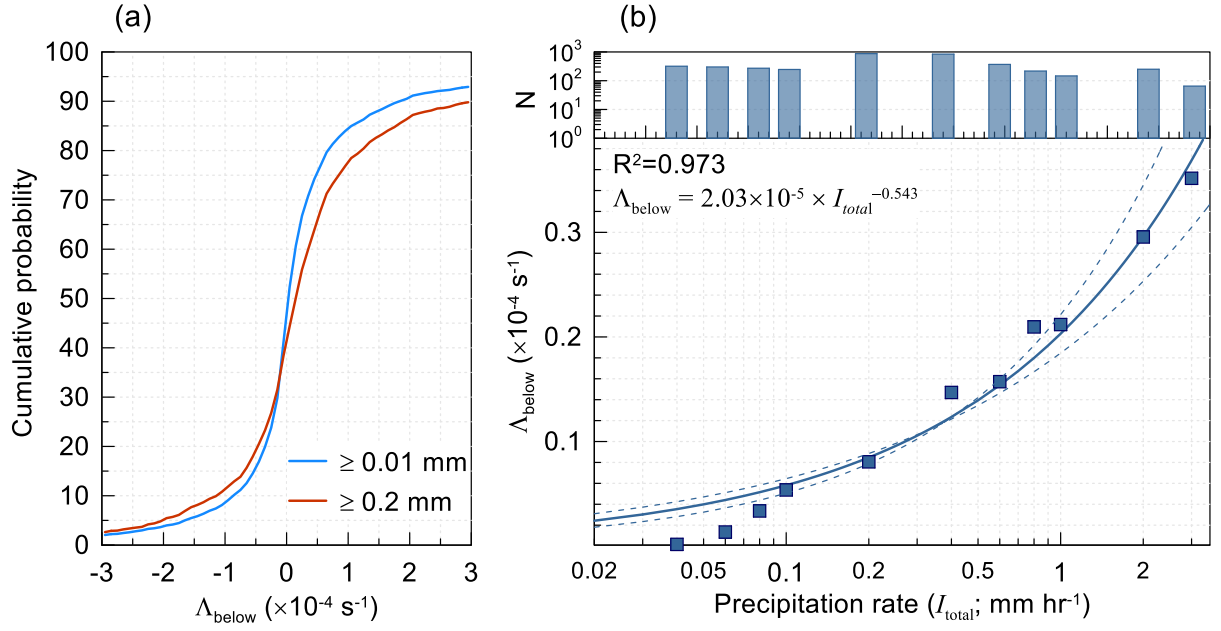 (a)
100
90
80
70
60
50
40
30
20
10
0
Cumulative probability
≥ 0.01 mm
≥ 0.2 mm
-3 -2 -1 0 1 2 3
Λbelow (×10⁻⁴ s⁻¹)
(b)
10³
10²
10¹
10⁰
N
R²=0.973
Λbelow = 2.03×10⁻⁵ × Itotal⁻⁰·⁵⁴³
0.3
0.2
0.1
Λbelow (×10⁻⁴ s⁻¹)
0.02 0.05 0.1 0.2 0.5 1 2
Precipitation rate (Itotal; mm hr⁻¹)